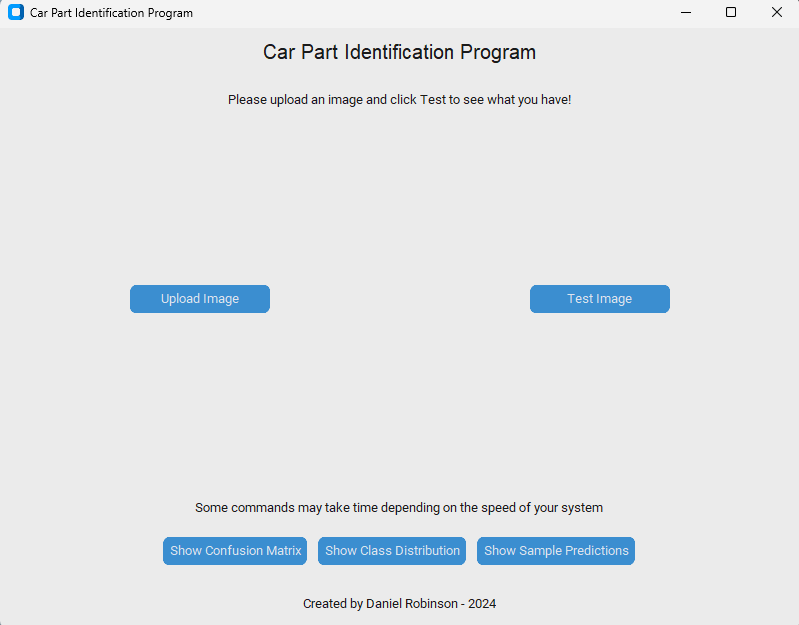 Car Part Identification Program
Car Part Identification Program
Please upload an image and click Test to see what you have!
Upload Image
Test Image
Some commands may take time depending on the speed of your system
Show Confusion Matrix
Show Class Distribution
Show Sample Predictions
Created by Daniel Robinson - 2024